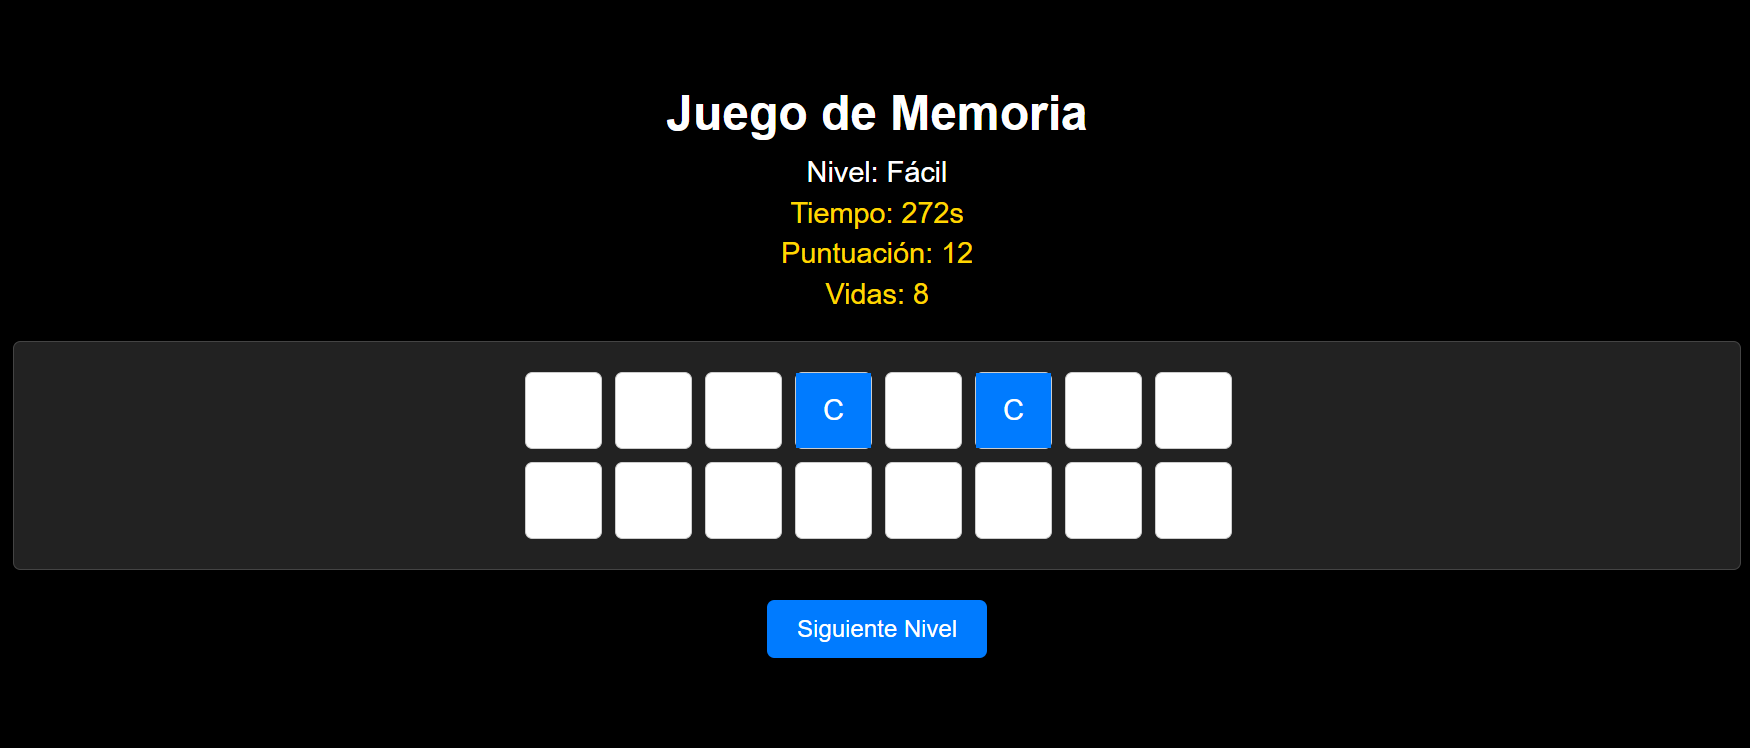 Juego de Memoria
Nivel: Fácil
Tiempo: 272s
Puntuación: 12
Vidas: 8
C C
Siguiente Nivel